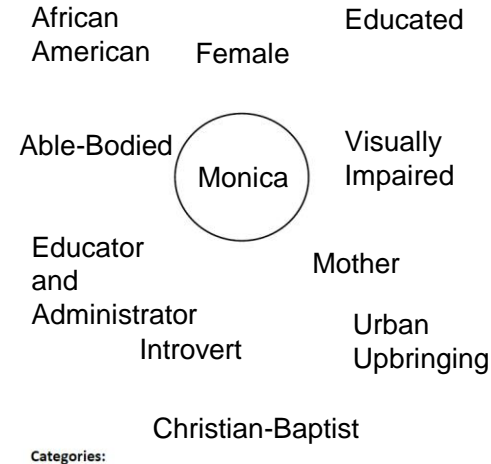 African
American
Female
Educated
Able-Bodied
Monica
Visually
Impaired
Educator
and
Administrator
Mother
Introvert
Urban
Upbringing
Christian-Baptist
Categories: